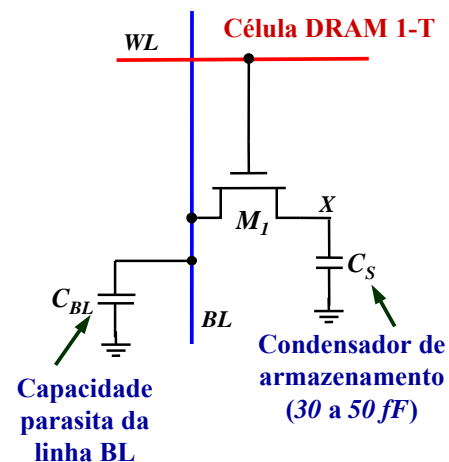 Célula DRAM 1-T
WL
M1
X
CS
CBL
BL
Condensador de
armazenamento
(30 a 50 fF)
Capacidade
parasita da
linha BL